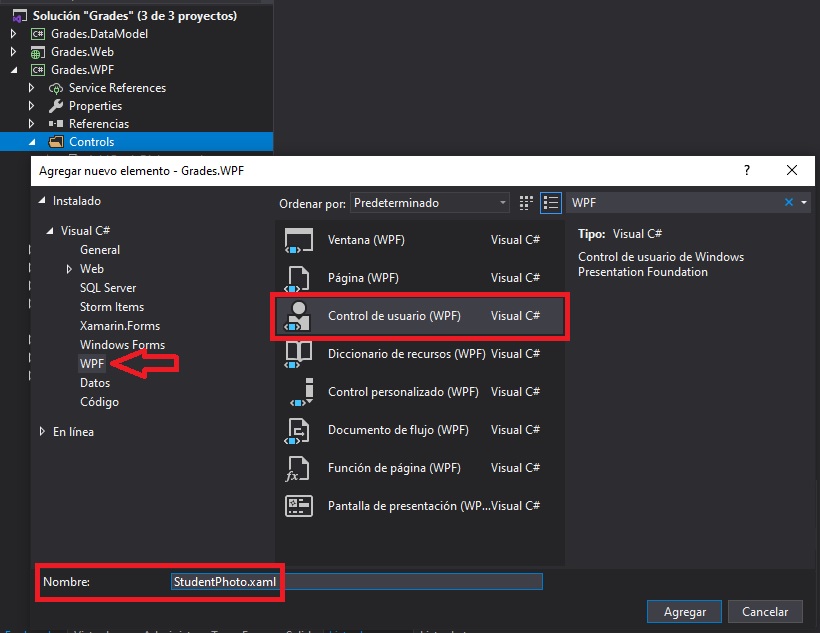 Solución "Grades" (3 de 3 proyectos)
Grades.DataModel
Grades.Web
Grades.WPF
Service References
Properties
Referencias
Controls
Agregar nuevo elemento - Grades.WPF
?
Instalado
Ordenar por: Predeterminado
WPF
Visual C#
General
Web
SQL Server
Storm Items
Xamarin.Forms
Windows Forms
WPF
Datos
Código
En línea
Ventana (WPF) Visual C#
Página (WPF) Visual C#
Control de usuario (WPF) Visual C#
Diccionario de recursos (WPF) Visual C#
Control personalizado (WPF) Visual C#
Documento de flujo (WPF) Visual C#
Función de página (WPF) Visual C#
Pantalla de presentación (WP... Visual C#
Tipo: Visual C#
Control de usuario de Windows
Presentation Foundation
Nombre: StudentPhoto.xaml
Agregar Cancelar